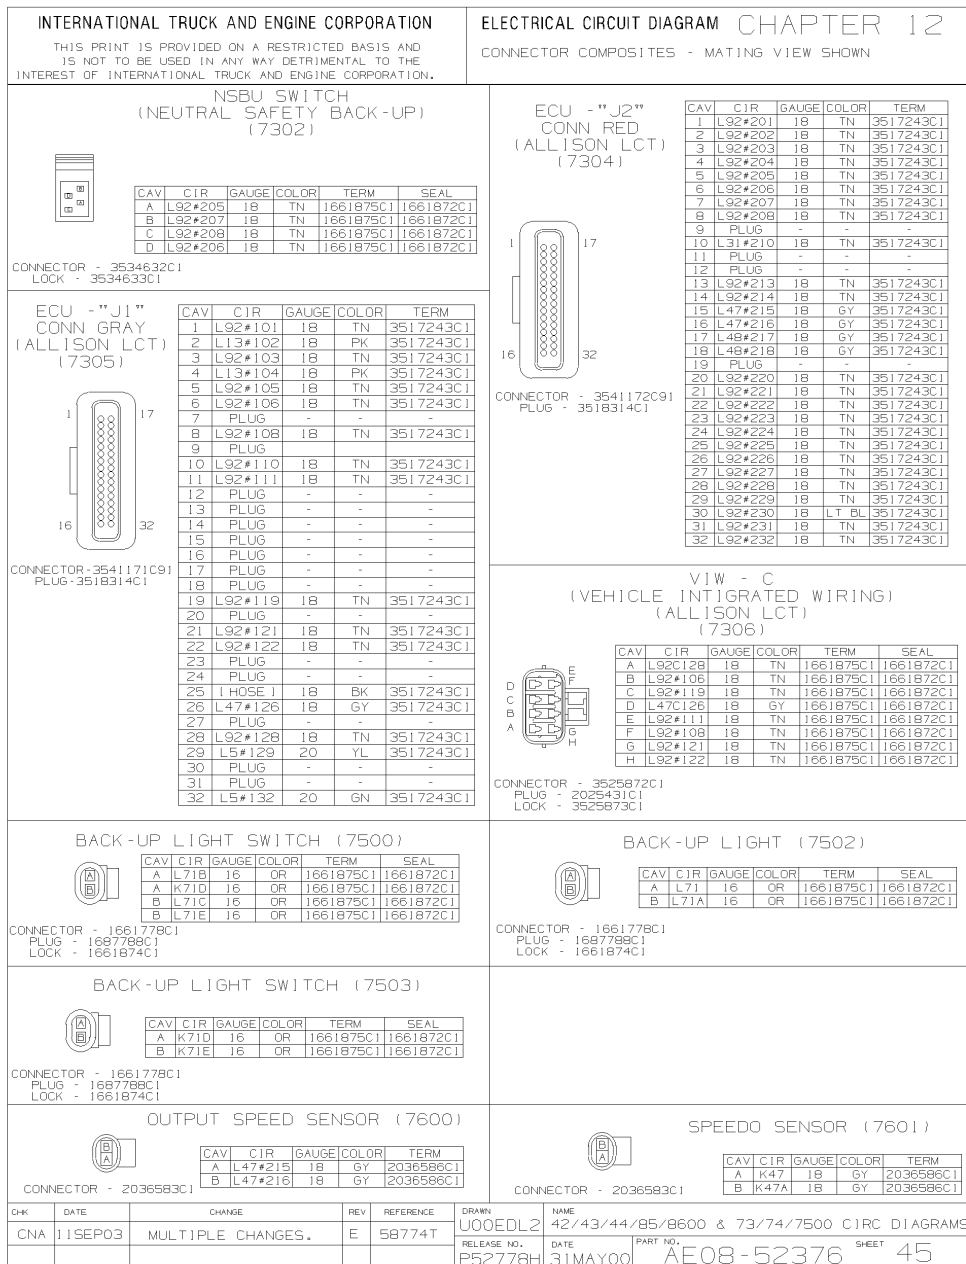 INTERNATIONAL TRUCK AND ENGINE CORPORATION
THIS PRINT IS PROVIDED ON A RESTRICTED BASIS AND
IS NOT TO BE USED IN ANY WAY DETRIMENTAL TO THE
INTEREST OF INTERNATIONAL TRUCK AND ENGINE CORPORATION.
ELECTRICAL CIRCUIT DIAGRAM CHAPTER 12
CONNECTOR COMPOSITES - MATING VIEW SHOWN
NSBU SWITCH
(NEUTRAL SAFETY BACK-UP)
(7302)
B D
A C
CAV CIR GAUGE COLOR TERM SEAL
A L92#205 18 TN 1661875C1 1661872C1
B L92#207 18 TN 1661875C1 1661872C1
C L92#208 18 TN 1661875C1 1661872C1
D L92#206 18 TN 1661875C1 1661872C1
CONNECTOR - 3534632C1
LOCK - 3534633C1
ECU -"J2"
CONN RED
(ALLISON LCT)
(7304)
1 17
16 32
CONNECTOR - 3541172C91
PLUG - 3518314C1
CAV CIR GAUGE COLOR TERM
1 L92#201 18 TN 3517243C1
2 L92#202 18 TN 3517243C1
3 L92#203 18 TN 3517243C1
4 L92#204 18 TN 3517243C1
5 L92#205 18 TN 3517243C1
6 L92#206 18 TN 3517243C1
7 L92#207 18 TN 3517243C1
8 L92#208 18 TN 3517243C1
9 PLUG - - -
10 L31#210 18 TN 3517243C1
11 PLUG - - -
12 PLUG - - -
13 L92#213 18 TN 3517243C1
14 L92#214 18 TN 3517243C1
15 L47#215 18 GY 3517243C1
16 L47#216 18 GY 3517243C1
17 L48#217 18 GY 3517243C1
18 L48#218 18 GY 3517243C1
19 PLUG - - -
20 L92#220 18 TN 3517243C1
21 L92#221 18 TN 3517243C1
22 L92#222 18 TN 3517243C1
23 L92#223 18 TN 3517243C1
24 L92#224 18 TN 3517243C1
25 L92#225 18 TN 3517243C1
26 L92#226 18 TN 3517243C1
27 L92#227 18 TN 3517243C1
28 L92#228 18 TN 3517243C1
29 L92#229 18 TN 3517243C1
30 L92#230 18 LT BL 3517243C1
31 L92#231 18 TN 3517243C1
32 L92#232 18 TN 3517243C1
ECU -"J1"
CONN GRAY
(ALLISON LCT)
(7305)
1 17
16 32
CONNECTOR-3541171C91
PLUG-3518314C1
CAV CIR GAUGE COLOR TERM
1 L92#101 18 TN 3517243C1
2 L13#102 18 PK 3517243C1
3 L92#103 18 TN 3517243C1
4 L13#104 18 PK 3517243C1
5 L92#105 18 TN 3517243C1
6 L92#106 18 TN 3517243C1
7 PLUG - - -
8 L92#108 18 TN 3517243C1
9 PLUG
10 L92#110 18 TN 3517243C1
11 L92#111 18 TN 3517243C1
12 PLUG - - -
13 PLUG - - -
14 PLUG - - -
15 PLUG - - -
16 PLUG - - -
17 PLUG - - -
18 PLUG - - -
19 L92#119 18 TN 3517243C1
20 PLUG - - -
21 L92#121 18 TN 3517243C1
22 L92#122 18 TN 3517243C1
23 PLUG - - -
24 PLUG - - -
25 [HOSE] 18 BK 3517243C1
26 L47#126 18 GY 3517243C1
27 PLUG - - -
28 L92#128 18 TN 3517243C1
29 L5#129 20 YL 3517243C1
30 PLUG - - -
31 PLUG - - -
32 L5#132 20 GN 3517243C1
VIW - C
(VEHICLE INTIGRATED WIRING)
(ALLISON LCT)
(7306)
D E
C F
B G
A H
CAV CIR GAUGE COLOR TERM SEAL
A L92C128 18 TN 1661875C1 1661872C1
B L92#106 18 TN 1661875C1 1661872C1
C L92#119 18 TN 1661875C1 1661872C1
D L47C126 18 GY 1661875C1 1661872C1
E L92#111 18 TN 1661875C1 1661872C1
F L92#108 18 TN 1661875C1 1661872C1
G L92#121 18 TN 1661875C1 1661872C1
H L92#122 18 TN 1661875C1 1661872C1
CONNECTOR - 3525872C1
PLUG - 2025431C1
LOCK - 3525873C1
BACK-UP LIGHT SWITCH (7500)
A
B
CAV CIR GAUGE COLOR TERM SEAL
A L71B 16 OR 1661875C1 1661872C1
A K71D 16 OR 1661875C1 1661872C1
B L71C 16 OR 1661875C1 1661872C1
B L71E 16 OR 1661875C1 1661872C1
CONNECTOR - 1661778C1
PLUG - 1687788C1
LOCK - 1661874C1
BACK-UP LIGHT (7502)
A
B
CAV CIR GAUGE COLOR TERM SEAL
A L71 16 OR 1661875C1 1661872C1
B L71A 16 OR 1661875C1 1661872C1
CONNECTOR - 1661778C1
PLUG - 1687788C1
LOCK - 1661874C1
BACK-UP LIGHT SWITCH (7503)
A
B
CAV CIR GAUGE COLOR TERM SEAL
A K71D 16 OR 1661875C1 1661872C1
B K71E 16 OR 1661875C1 1661872C1
CONNECTOR - 1661778C1
PLUG - 1687788C1
LOCK - 1661874C1
OUTPUT SPEED SENSOR (7600)
B
A
CAV CIR GAUGE COLOR TERM
A L47#215 18 GY 2036586C1
B L47#216 18 GY 2036586C1
CONNECTOR - 2036583C1
SPEEDO SENSOR (7601)
B
A
CAV CIR GAUGE COLOR TERM
A K47 18 GY 2036586C1
B K47A 18 GY 2036586C1
CONNECTOR - 2036583C1
CHK DATE CHANGE REV REFERENCE
CNA 11SEP03 MULTIPLE CHANGES. E 58774T
DRAWN U00EDL2
NAME 42/43/44/85/8600 & 73/74/7500 CIRC DIAGRAMS
RELEASE NO. P52778H
DATE 31MAY00
PART NO. AE08-52376
SHEET 45